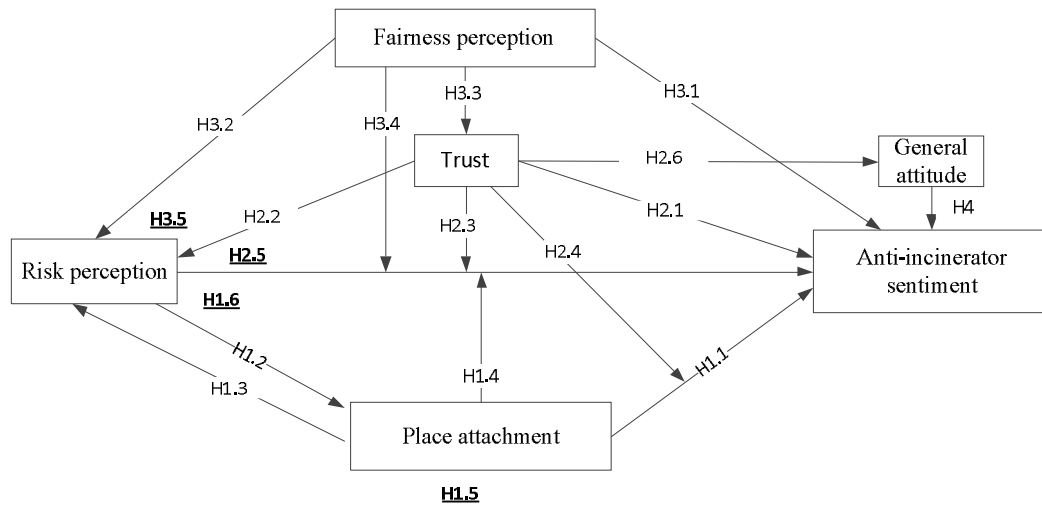 Fairness perception
H3.1
H3.3
H3.2
H3.4
Trust
H2.6
General
attitude
H2.2
H2.1
H4
H3.5
H2.3
H2.4
Risk perception
H2.5
Anti-incinerator
sentiment
H1.6
H1.2
H1.3
H1.4
H1.1
Place attachment
H1.5